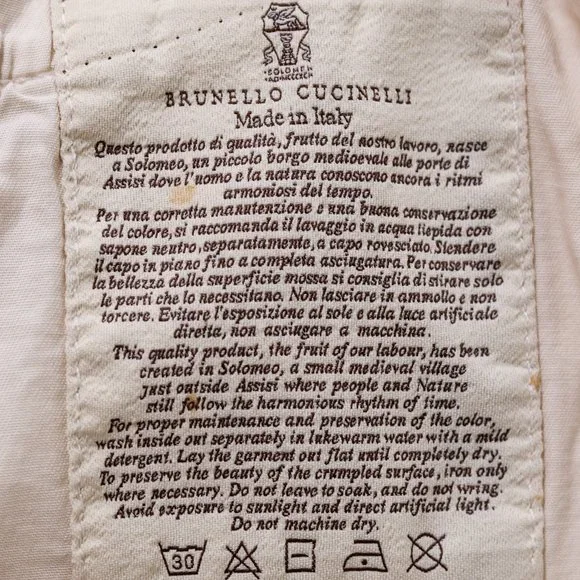 SOLOMEO
BRUNELLO CUCINELLI
Made in Italy
Questo prodotto di qualità, frutto del nostro lavoro, nasce
a Solomeo, un piccolo borgo medioevale alle porte di
Assisi dove l'uomo e la natura conoscono ancora i ritmi
armoniosi del tempo.
Per una corretta manutenzione e una buona conservazione
del colore, si raccomanda il lavaggio in acqua tiepida con
sapone neutro, separatamente, a capo rovesciato. Stendere
il capo in piano fino a completa asciugatura. Per conservare
la bellezza della superficie mossa si consiglia di stirare solo
le parti che lo necessitano. Non lasciare in ammollo e non
torcere. Evitare l'esposizione al sole e alla luce artificiale
diretta, non asciugare a macchina.
This quality product, the fruit of our labour, has been
created in Solomeo, a small medieval village
just outside Assisi where people and Nature
still follow the harmonious rhythm of time.
For proper maintenance and preservation of the color,
wash inside out separately in lukewarm water with a mild
detergent. Lay the garment out flat until completely dry.
To preserve the beauty of the crumpled surface, iron only
where necessary. Do not leave to soak, and do not wring.
Avoid exposure to sunlight and direct artificial light.
Do not machine dry.
30